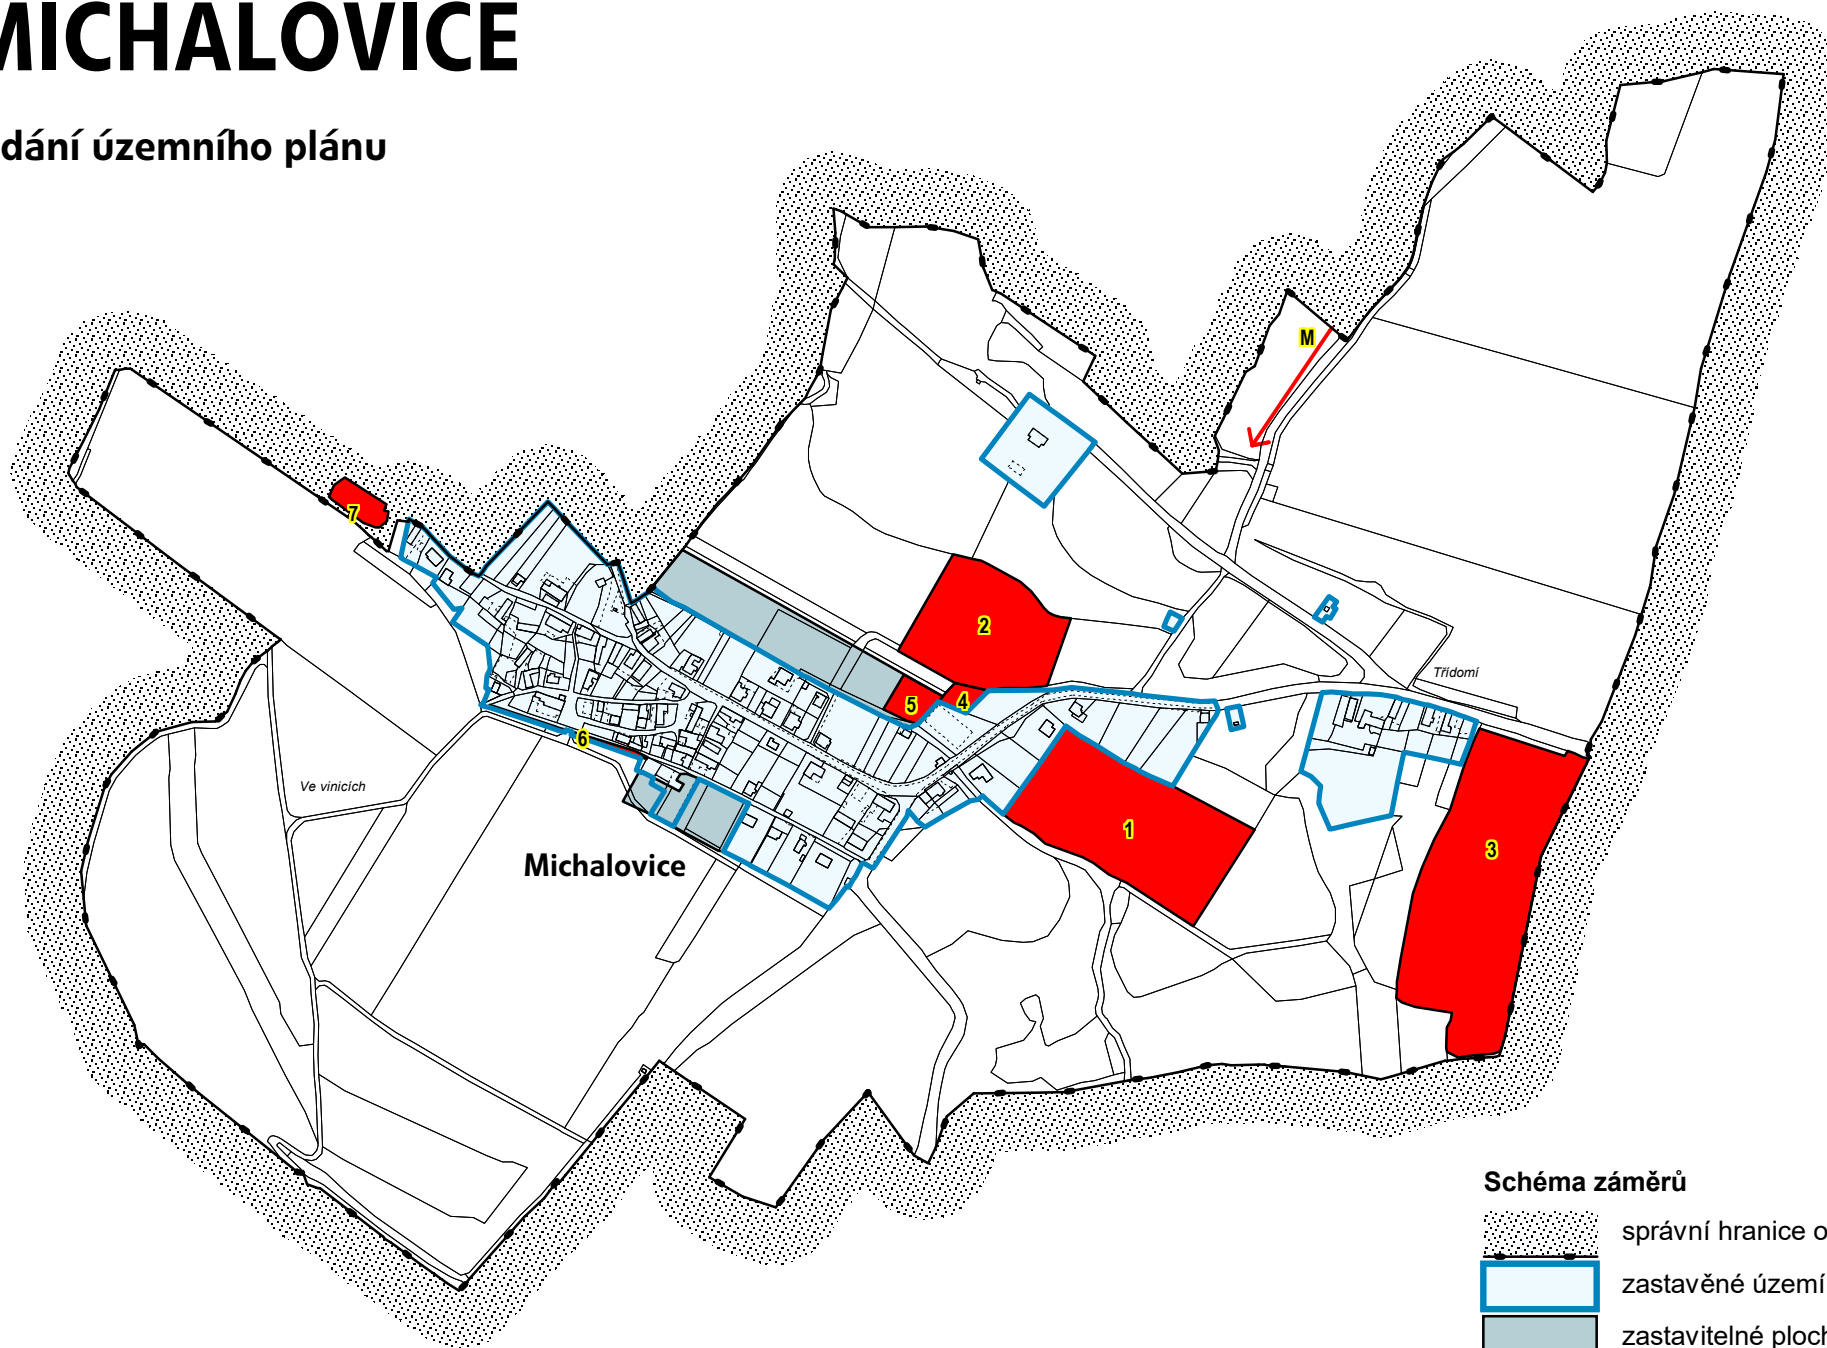 MICHALOVICE
dání územního plánu
M
7
2
5
4
6
Třídomí
Ve vinicích
1
3
Michalovice
Schéma záměrů
správní hranice o
zastavěné území
zastavitelné ploch